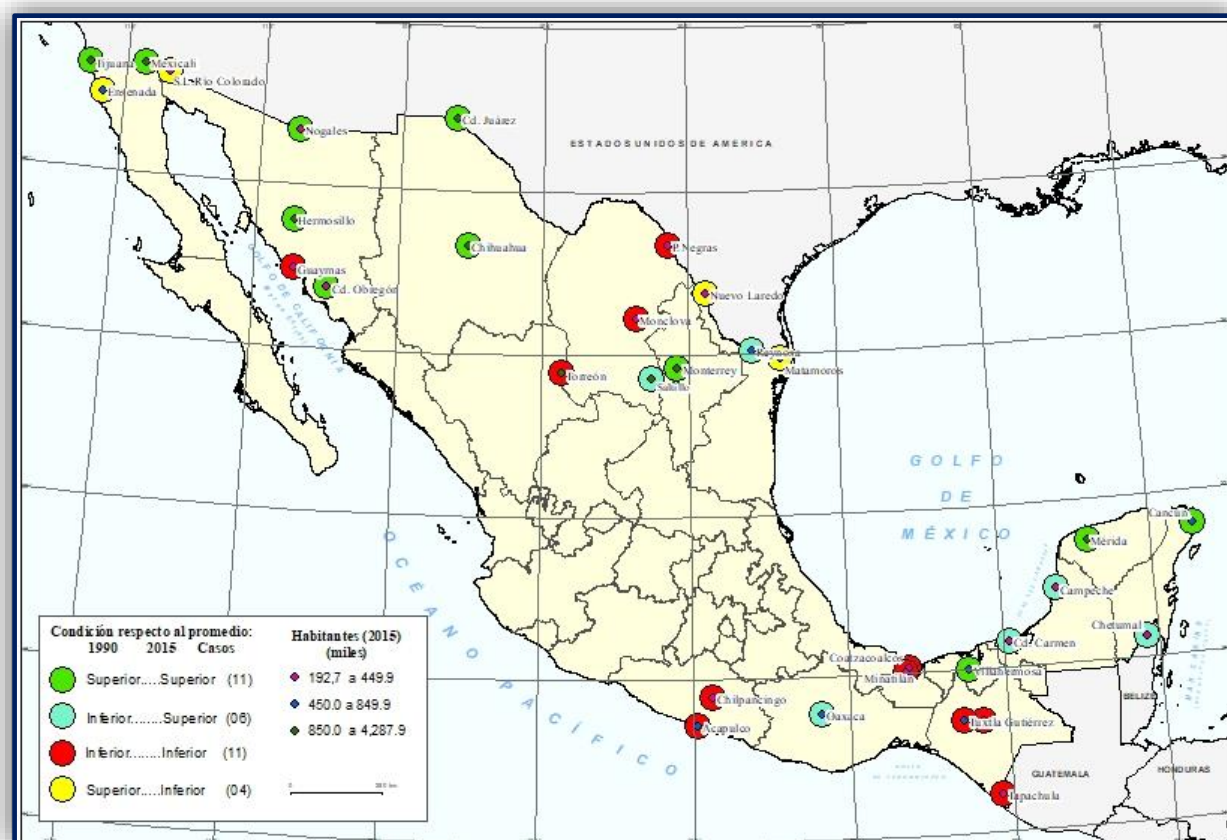 Tijuana
Mexicali
S.L.Río Colorado
Ensenada
Nogales
Cd. Juárez
ESTADOS UNIDOS DE AMÉRICA
Hermosillo
Chihuahua
P.Negras
Guaymas
Cd. Obregón
GOLFO DE CALIFORNIA
Nuevo Laredo
Monclova
Reynosa
Matamoros
Torreón
Monterrey
Saltillo
GOLFO
DE
MÉXICO
Cancún
Mérida
Campeche
Chetumal
Cd. Carmen
OCÉANO PACÍFICO
Coatzacoalcos
Minatitlán
Villahermosa
BELIZE
Chilpancingo
Oaxaca
Acapulco
Tuxtla Gutiérrez
GUATEMALA
HONDURAS
Tapachula
Condición respecto al promedio:
1990 2015 Casos
Superior.....Superior (11)
Inferior........Superior (06)
Inferior........Inferior (11)
Superior.....Inferior (04)
Habitantes (2015)
(miles)
192,7 a 449.9
450.0 a 849.9
850.0 a 4,287.9